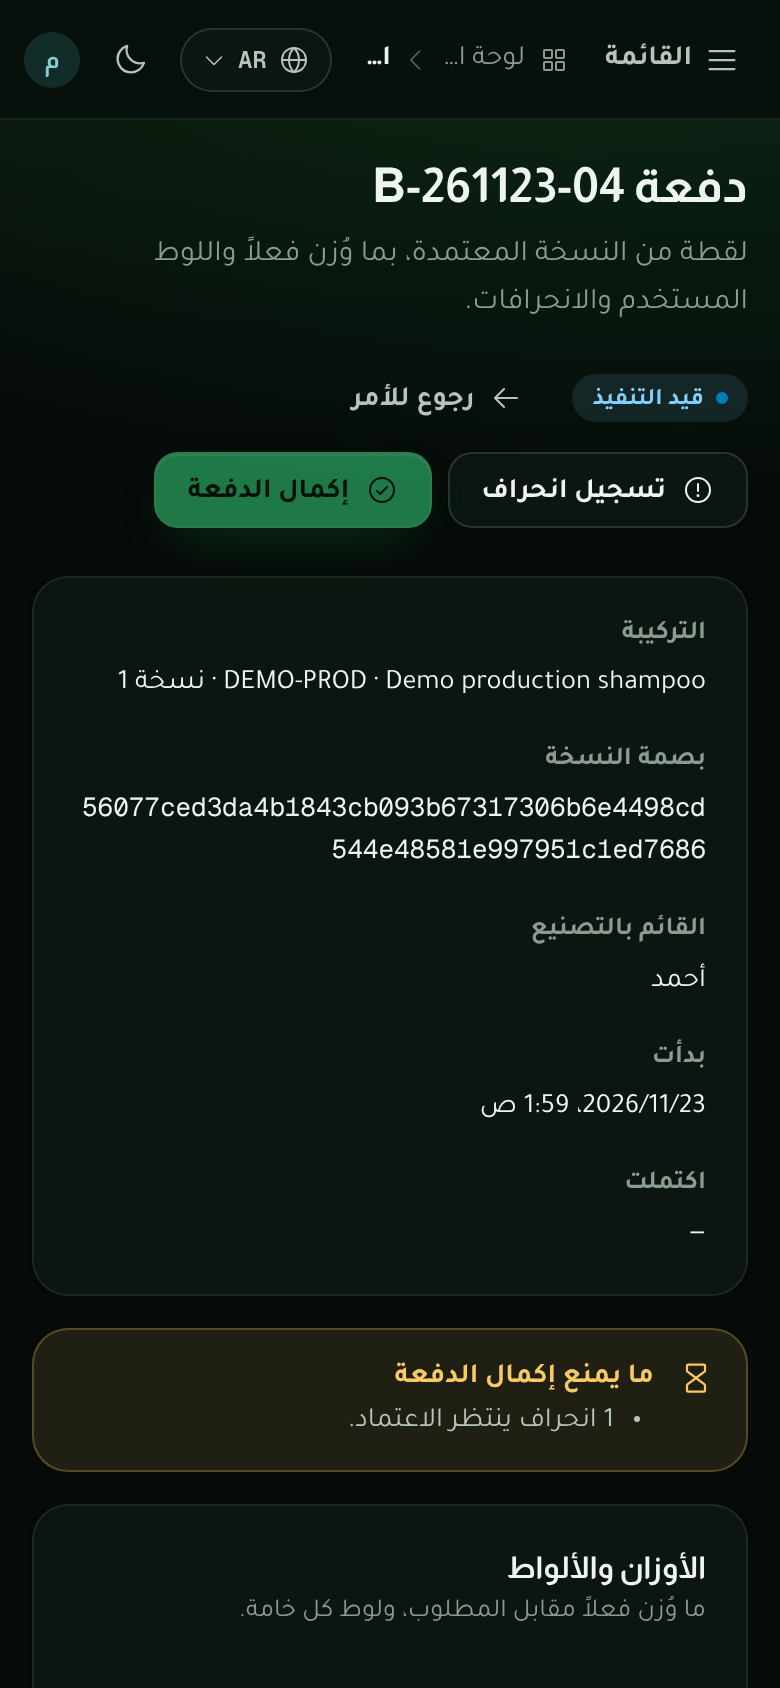 القائمة
لوحة ا...
ا...
AR
م
دفعة B-261123-04
لقطة من النسخة المعتمدة، بما وُزن فعلاً واللوط
المستخدم والانحرافات.
قيد التنفيذ
رجوع للأمر
تسجيل انحراف
إكمال الدفعة
التركيبة
DEMO-PROD · Demo production shampoo · نسخة 1
بصمة النسخة
56077ced3da4b1843cb093b67317306b6e4498cd
544e48581e997951c1ed7686
القائم بالتصنيع
أحمد
بدأت
2026/11/23، 1:59 ص
اكتملت
—
ما يمنع إكمال الدفعة
• 1 انحراف ينتظر الاعتماد.
الأوزان والألواط
ما وُزن فعلاً مقابل المطلوب، ولوط كل خامة.